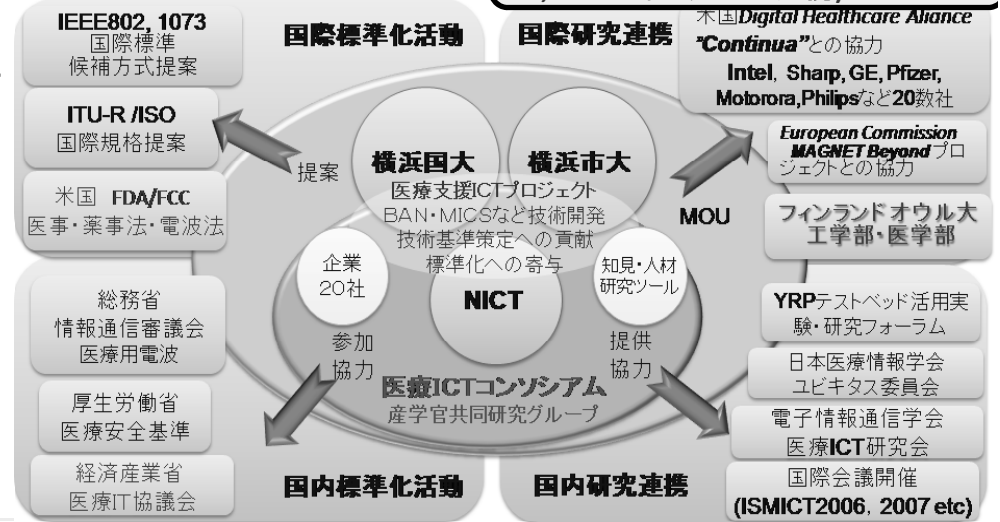 国際標準化活動
国際研究連携
IEEE802, 1073
国際標準
候補方式提案
ITU-R /ISO
国際規格提案
米国 FDA/FCC
医事・薬事法・電波法
提案
米国Digital Healthcare Aliance
"Continua"との協力
Intel, Sharp, GE, Pfizer,
Motorora,Philipsなど20数社
European Commission
MAGNET Beyondプロ
ジェクトとの協力
フィンランドオウル大
工学部・医学部
MOU
横浜国大
横浜市大
医療支援ICTプロジェクト
BAN・MICSなど技術開発
技術基準策定への貢献
標準化への寄与
企業
20社
NICT
知見・人材
研究ツール
参加
協力
提供
協力
医療ICTコンソシアム
産学官共同研究グループ
総務省
情報通信審議会
医療用電波
厚生労働省
医療安全基準
経済産業省
医療IT協議会
国内標準化活動
国内研究連携
YRPテストベッド活用実
験・研究フォーラム
日本医療情報学会
ユビキタス委員会
電子情報通信学会
医療ICT研究会
国際会議開催
(ISMICT2006, 2007 etc)